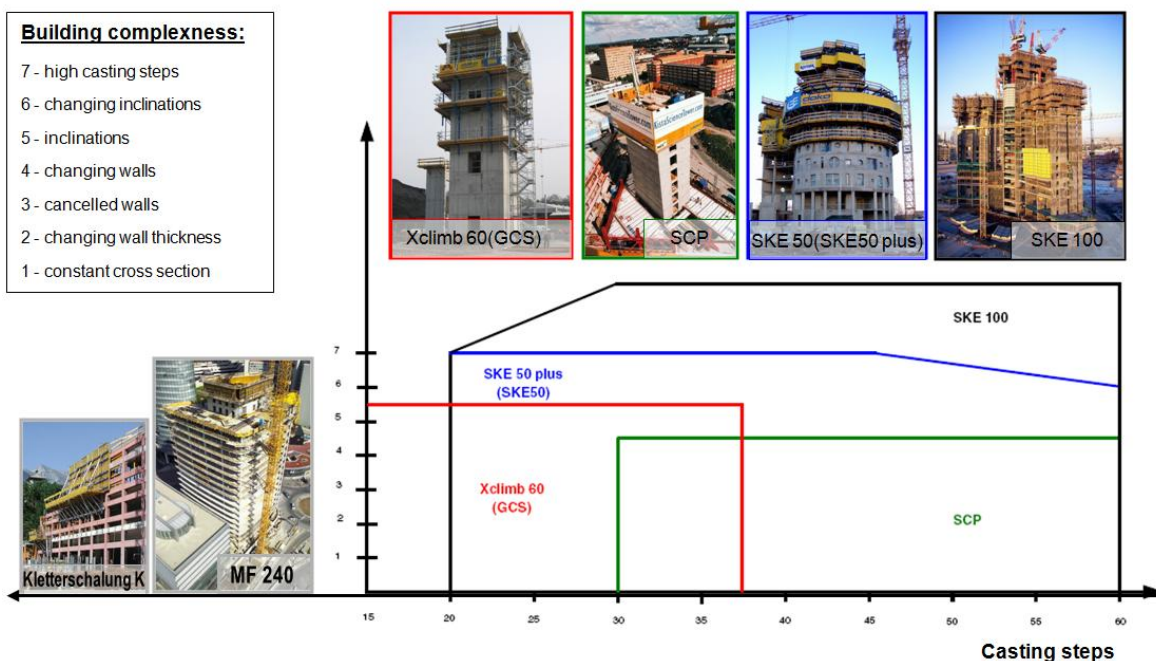 Building complexness:
7 - high casting steps
6 - changing inclinations
5 - inclinations
4 - changing walls
3 - cancelled walls
2 - changing wall thickness
1 - constant cross section
Xclimb 60(GCS)
SCP
SKE 50(SKE50 plus)
SKE 100
SKE 100
7
SKE 50 plus
(SKE50)
6
5
4
Xclimb 60
(GCS)
3
2
SCP
1
Kletterschalung K
MF 240
15
20
25
30
35
40
45
50
55
60
Casting steps